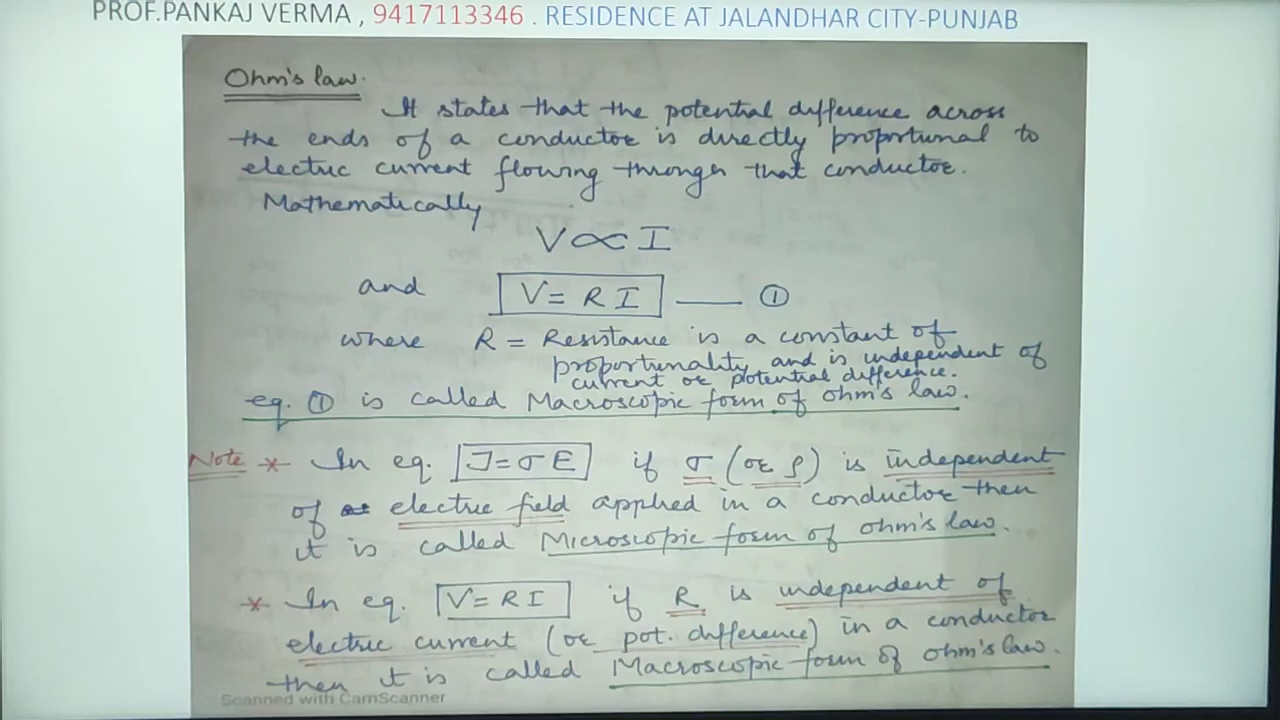 PROF.PANKAJ VERMA , 9417113346 . RESIDENCE AT JALANDHAR CITY-PUNJAB
Ohm's law.
It states that the potential difference across
the ends of a conductor is directly proportunal to
electric current flowing through that conductor.
Mathematically
V ∝ I
and V = R I —— ①
where R = Resistance is a constant of
proportunality and is independent of
current or potential difference.
eq. ① is called Macroscopic form of ohm's law.
Note * In eq. J = σ E if σ (or ρ) is independent
of electric field applied in a conductor then
it is called Microscopic form of ohm's law.
* In eq. V = R I if R is independent of
electric current (or pot. difference) in a conductor
then it is called Macroscopic form of ohm's law.
Scanned with CamScanner